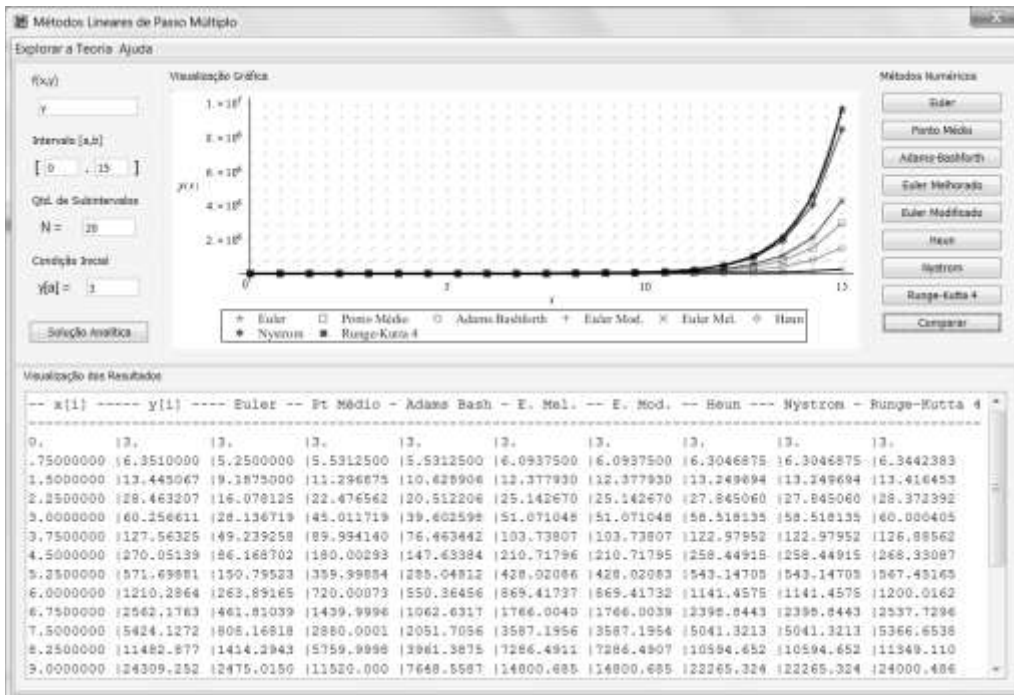 Métodos Lineares de Passo Múltiplo
Explorar a Teoria Ajuda
f(x,y)
y
Intervalo [a,b]
[ 0 , 15 ]
Qtd. de Subintervalos
N = 20
Condição Inicial
y[a] = 3
Solução Analítica
Visualização Gráfica
1. × 10⁷
8. × 10⁶
6. × 10⁶
4. × 10⁶
2. × 10⁶
y(x)
0 5 10 15
x
Euler Ponto Médio Adams Bashforth Euler Mod. Euler Mel. Heun
Nystrom Runge-Kutta 4
Métodos Numéricos
Euler
Ponto Médio
Adams-Bashforth
Euler Melhorado
Euler Modificado
Heun
Nystrom
Runge-Kutta 4
Comparar
Visualização dos Resultados
-- x[i] ----- y[i] ---- Euler -- Pt Médio - Adams Bash - E. Mel. -- E. Mod. -- Heun --- Nystrom - Runge-Kutta 4
0. |3. |3. |3. |3. |3. |3. |3. |3. |3.
.75000000 |6.3510000 |5.2500000 |5.5312500 |5.5312500 |6.0937500 |6.0937500 |6.3046875 |6.3046875 |6.3442383
1.5000000 |13.445067 |9.1875000 |11.296875 |10.628906 |12.377930 |12.377930 |13.249694 |13.249694 |13.416453
2.2500000 |28.463207 |16.078125 |22.476562 |20.512206 |25.142670 |25.142670 |27.845060 |27.845060 |28.372392
3.0000000 |60.256611 |28.136719 |45.011719 |39.602598 |51.071048 |51.071048 |58.518135 |58.518135 |60.000405
3.7500000 |127.56325 |49.239258 |89.994140 |76.463442 |103.73807 |103.73807 |122.97952 |122.97952 |126.88562
4.5000000 |270.05139 |86.168702 |180.00293 |147.63384 |210.71796 |210.71795 |258.44915 |258.44915 |268.33087
5.2500000 |571.69881 |150.79523 |359.99854 |285.04812 |428.02086 |428.02083 |543.14705 |543.14705 |567.45165
6.0000000 |1210.2864 |263.89165 |720.00073 |550.36456 |869.41737 |869.41732 |1141.4575 |1141.4575 |1200.0162
6.7500000 |2562.1763 |461.81039 |1439.9996 |1062.6317 |1766.0040 |1766.0039 |2398.8443 |2398.8443 |2537.7296
7.5000000 |5424.1272 |808.16818 |2880.0001 |2051.7056 |3587.1956 |3587.1954 |5041.3213 |5041.3213 |5366.6538
8.2500000 |11482.877 |1414.2943 |5759.9998 |3961.3875 |7286.4911 |7286.4907 |10594.652 |10594.652 |11349.110
9.0000000 |24309.252 |2475.0150 |11520.000 |7648.5587 |14800.685 |14800.685 |22265.324 |22265.324 |24000.486